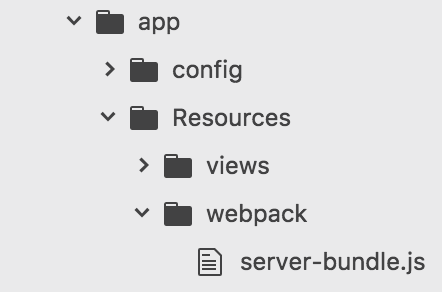 app
config
Resources
views
webpack
server-bundle.js